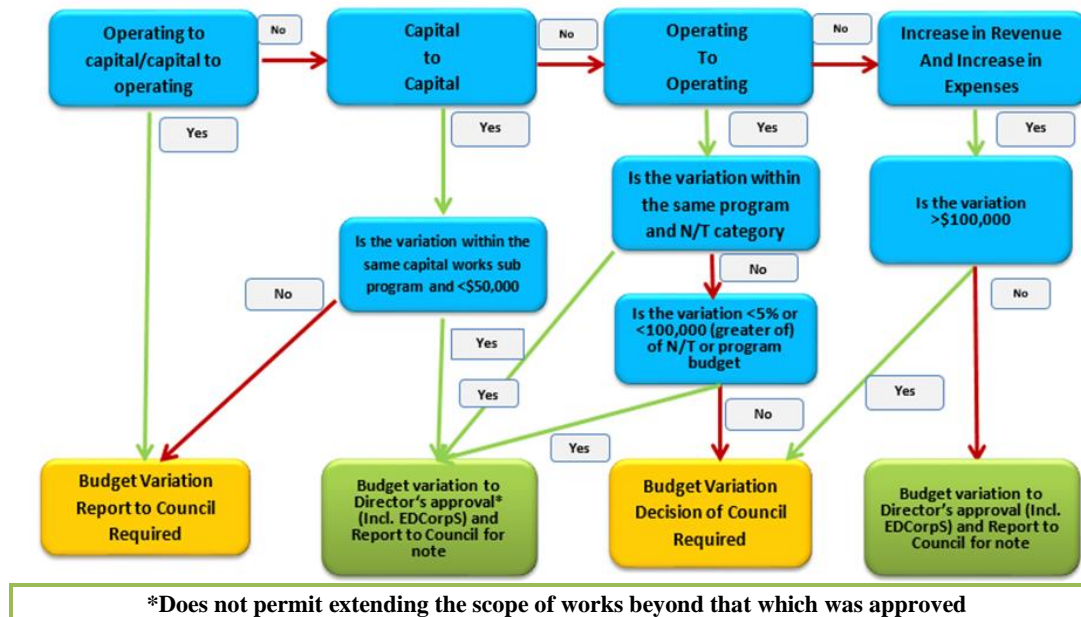 Operating to
capital/capital to
operating
No
Capital
to
Capital
No
Operating
To
Operating
No
Increase in Revenue
And Increase in
Expenses
Yes
Yes
Yes
Yes
Is the variation within the
same capital works sub
program and <$50,000
Is the variation within
the same program
and N/T category
Is the variation
>$100,000
No
No
No
Is the variation <5% or
<100,000 (greater of)
of N/T or program
budget
Yes
Yes
Yes
No
Yes
Budget Variation
Report to Council
Required
Budget variation to
Director‘s approval*
(Incl. EDCorpS) and
Report to Council for
note
Budget Variation
Decision of Council
Required
Budget variation to
Director’s approval (Incl.
EDCorpS) and Report to
Council for note
*Does not permit extending the scope of works beyond that which was approved